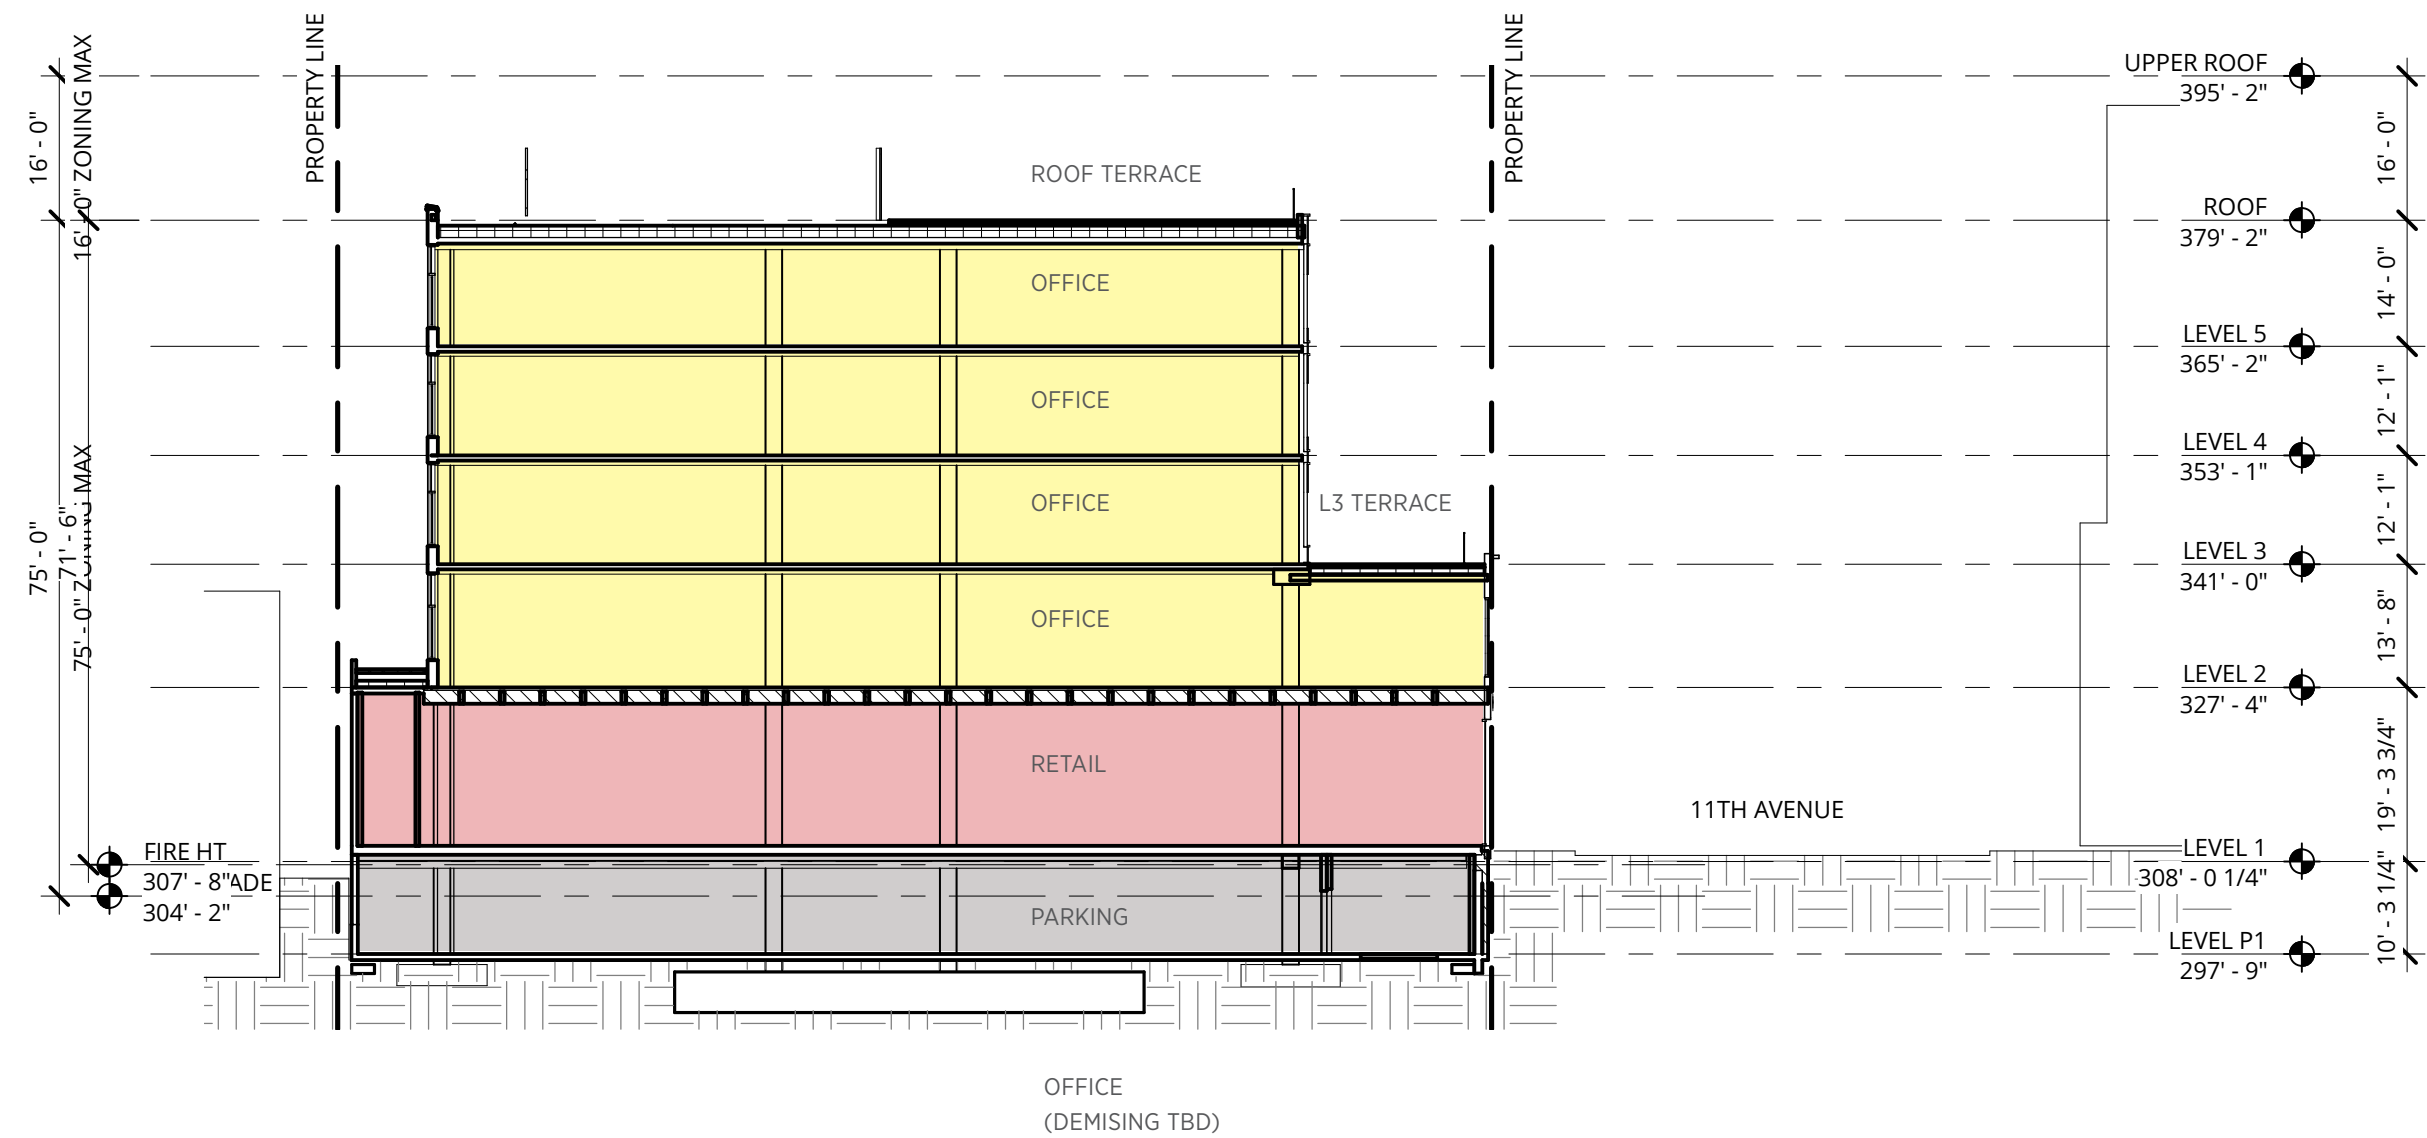 PROPERTY LINE
PROPERTY LINE
16' - 0"
16' - 0" ZONING MAX
75' - 0"
71' - 6"
75' - 0" ZONING MAX
UPPER ROOF
395' - 2"
16' - 0"
ROOF TERRACE
ROOF
379' - 2"
14' - 0"
OFFICE
LEVEL 5
365' - 2"
12' - 1"
OFFICE
LEVEL 4
353' - 1"
12' - 1"
OFFICE
L3 TERRACE
LEVEL 3
341' - 0"
13' - 8"
OFFICE
LEVEL 2
327' - 4"
19' - 3 3/4"
RETAIL
11TH AVENUE
FIRE HT
307' - 8"
ADE
304' - 2"
LEVEL 1
308' - 0 1/4"
10' - 3 1/4"
PARKING
LEVEL P1
297' - 9"
OFFICE
(DEMISING TBD)